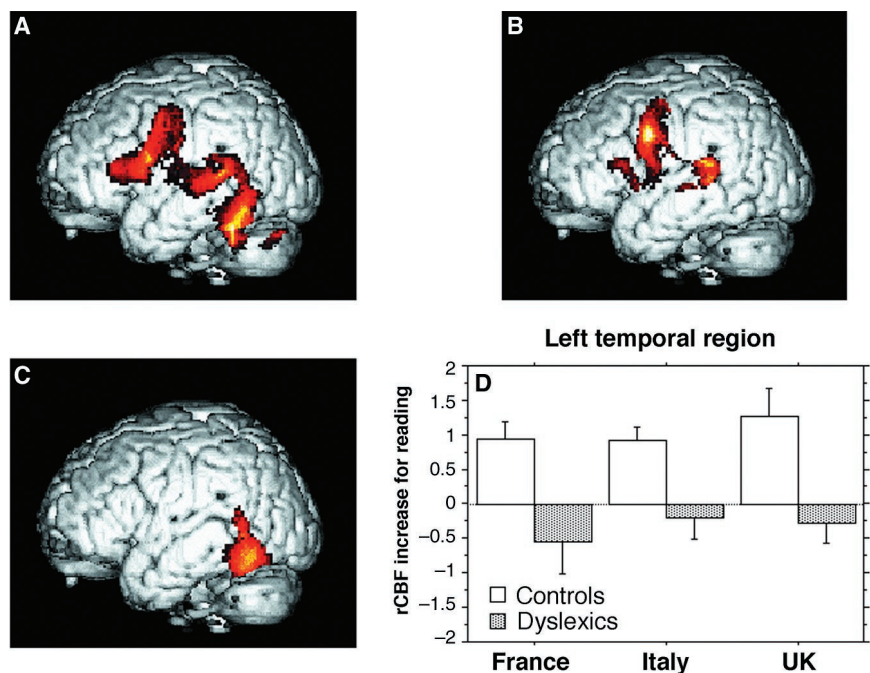 A
B
C
Left temporal region
D
rCBF increase for reading
2
1.5
1
0.5
0
−0.5
−1
−1.5
−2
Controls
Dyslexics
France Italy UK